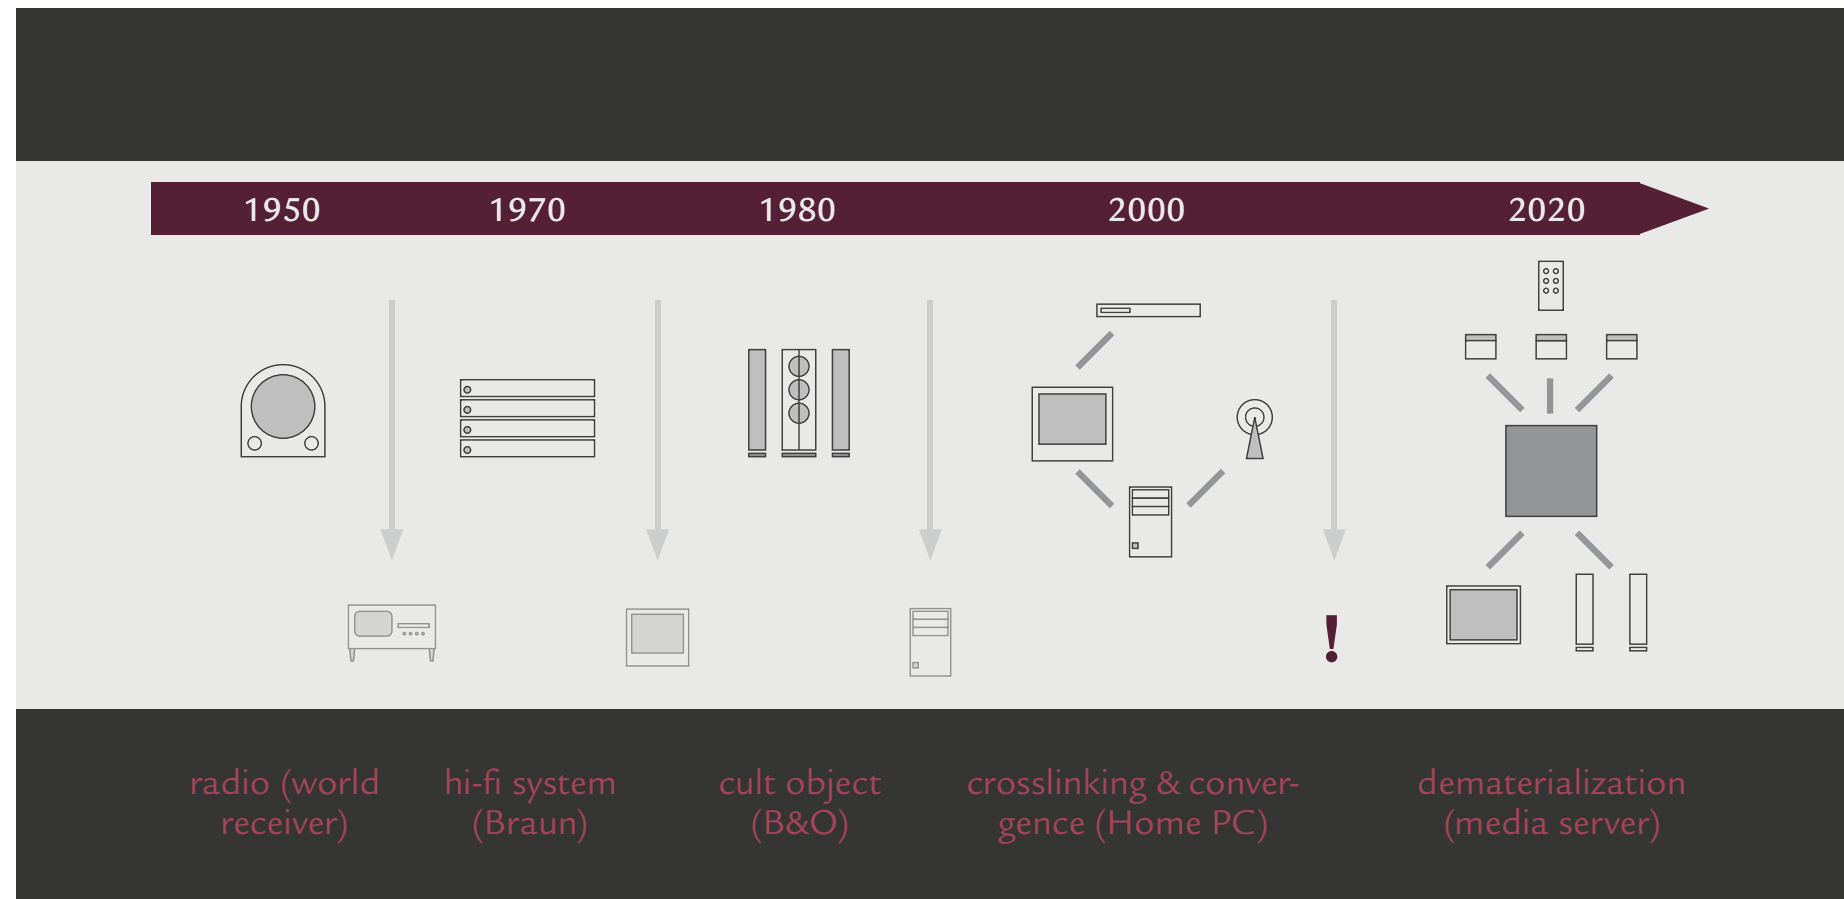 1950 1970 1980 2000 2020
!
radio (world
receiver)
hi-fi system
(Braun)
cult object
(B&O)
crosslinking & conver-
gence (Home PC)
dematerialization
(media server)